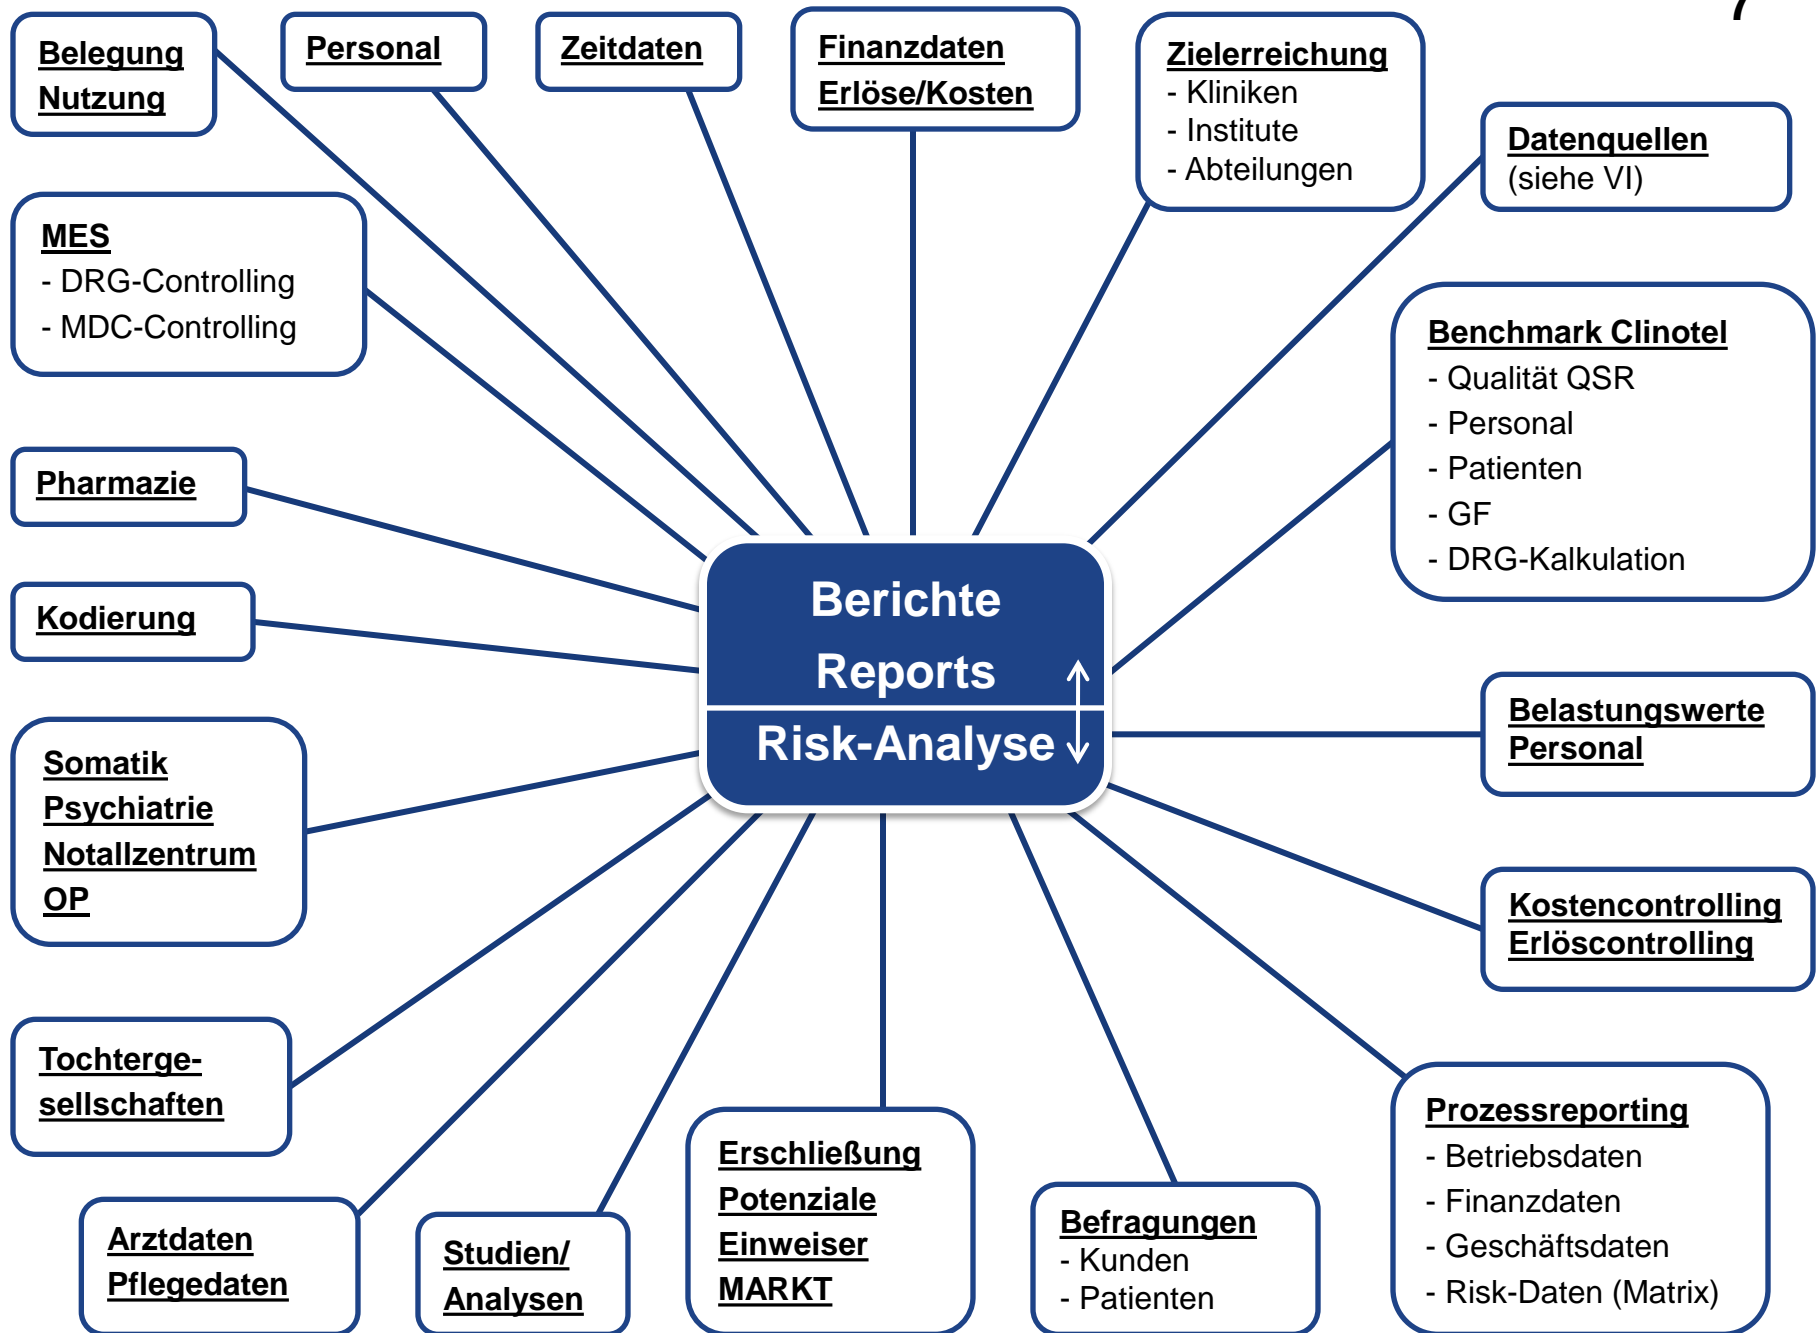 7
Belegung
Nutzung
Personal
Zeitdaten
Finanzdaten
Erlöse/Kosten
Zielerreichung
- Kliniken
- Institute
- Abteilungen
Datenquellen
(siehe VI)
MES
- DRG-Controlling
- MDC-Controlling
Benchmark Clinotel
- Qualität QSR
- Personal
- Patienten
- GF
- DRG-Kalkulation
Pharmazie
Kodierung
Berichte
Reports
Risk-Analyse
Belastungswerte
Personal
Somatik
Psychiatrie
Notallzentrum
OP
Kostencontrolling
Erlöscontrolling
Tochterge-
sellschaften
Arztdaten
Pflegedaten
Studien/
Analysen
Erschließung
Potenziale
Einweiser
MARKT
Befragungen
- Kunden
- Patienten
Prozessreporting
- Betriebsdaten
- Finanzdaten
- Geschäftsdaten
- Risk-Daten (Matrix)